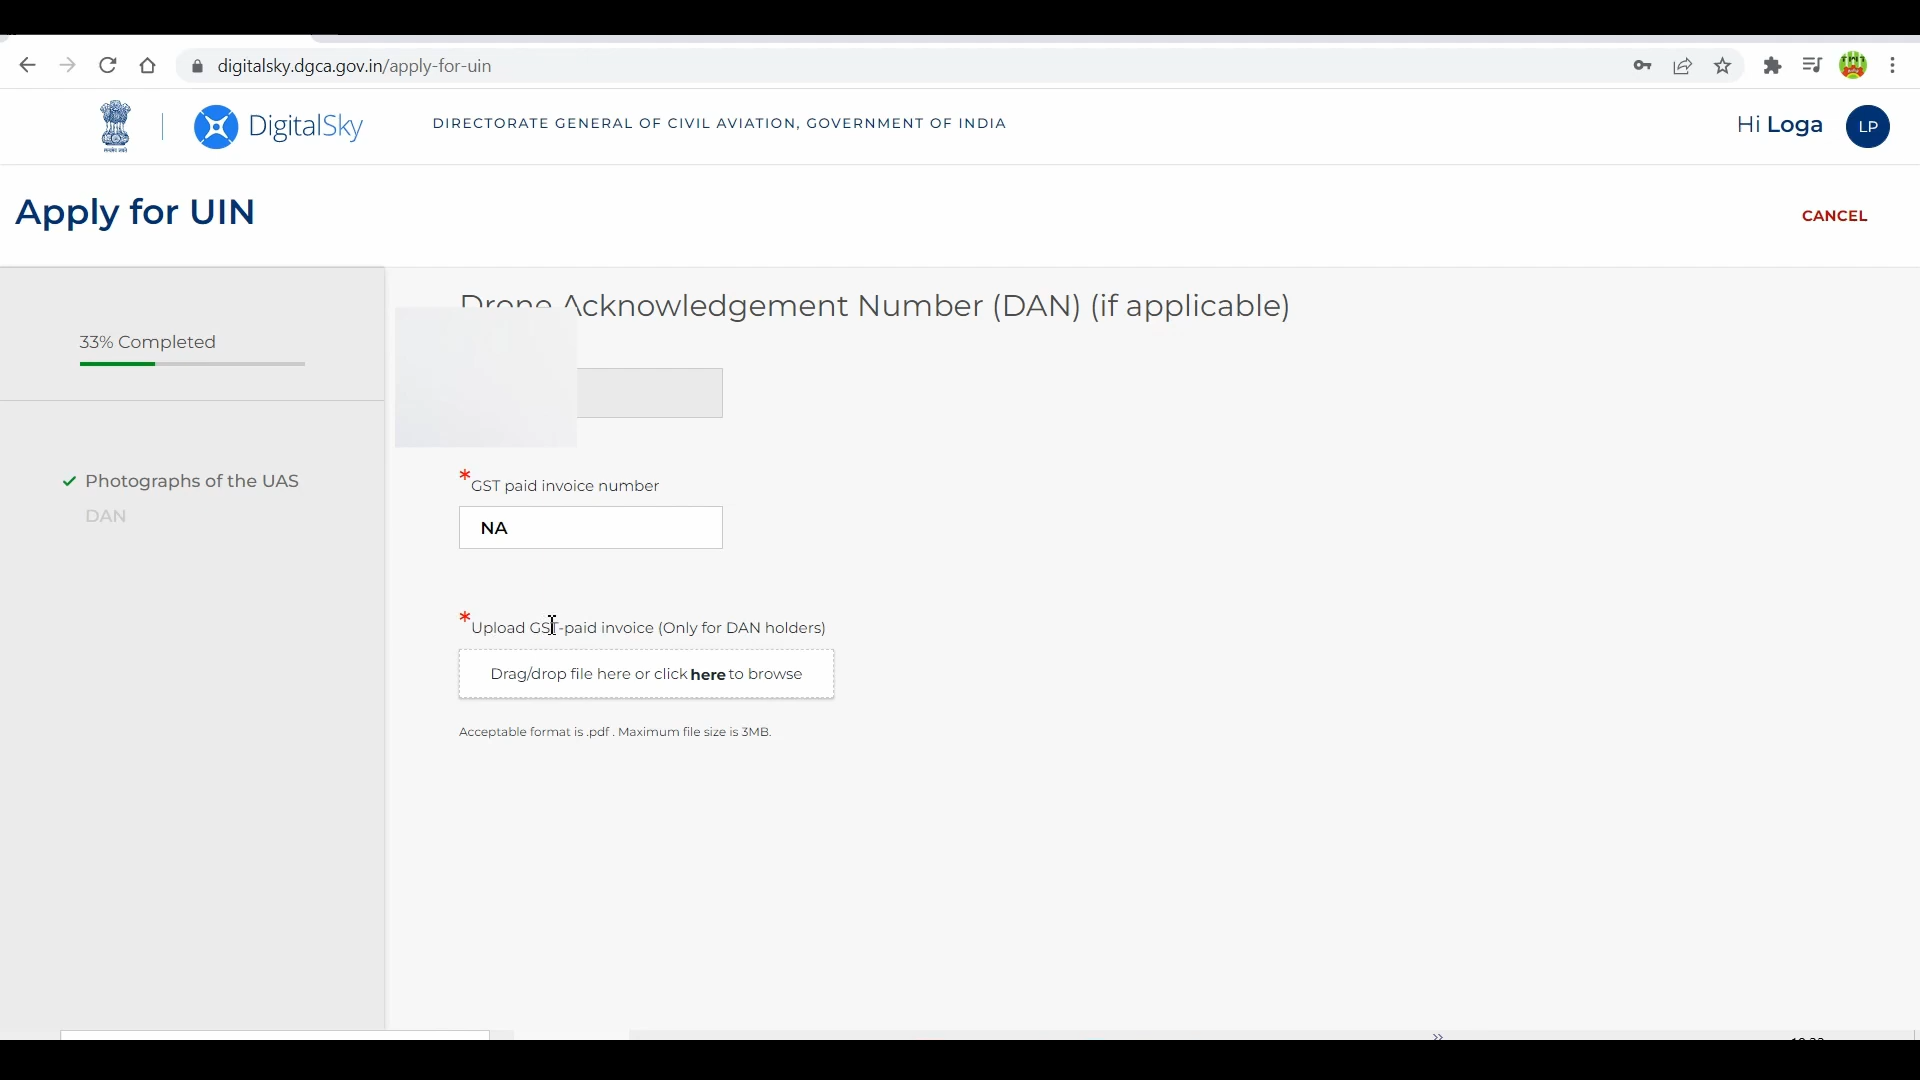 digitalsky.dgca.gov.in/apply-for-uin
DigitalSky
DIRECTORATE GENERAL OF CIVIL AVIATION, GOVERNMENT OF INDIA
Hi Loga
LP
Apply for UIN
CANCEL
33% Completed
Photographs of the UAS
DAN
Drone Acknowledgement Number (DAN) (if applicable)
*GST paid invoice number
NA
*Upload GST-paid invoice (Only for DAN holders)
Drag/drop file here or click here to browse
Acceptable format is .pdf . Maximum file size is 3MB.